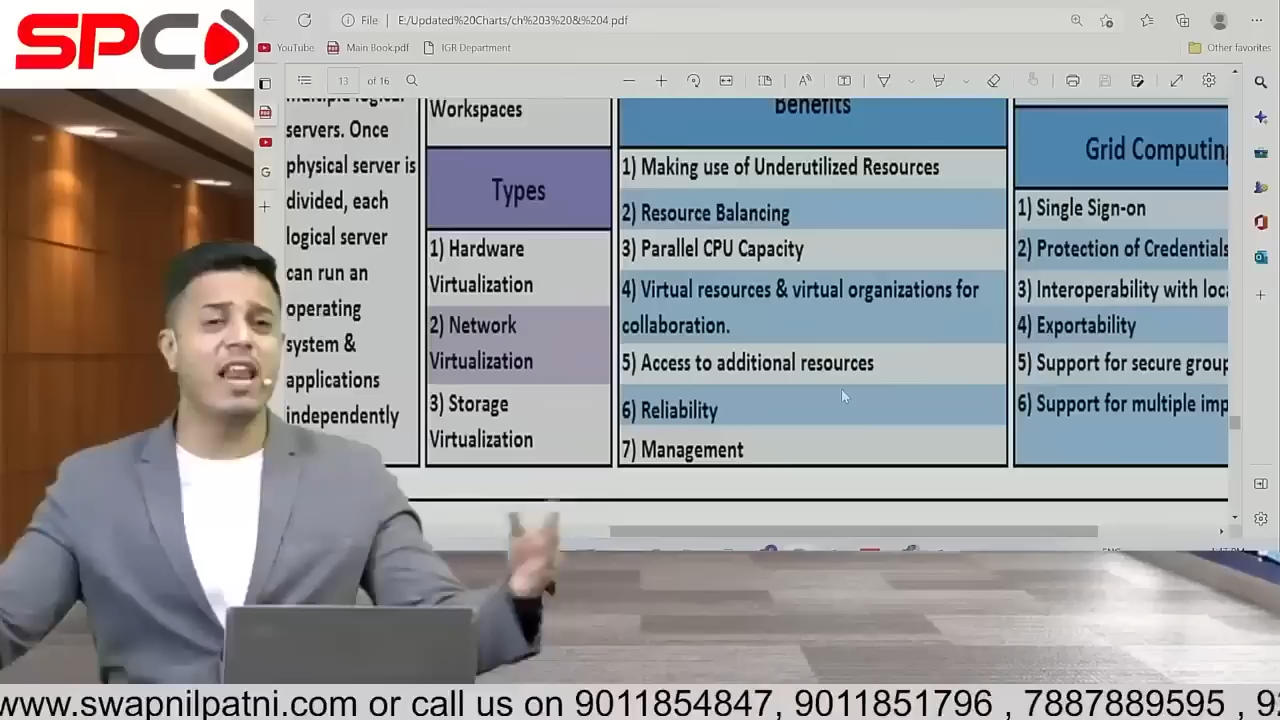 SPC
File
E:/Updated%20Charts/ch%203%20&%204.pdf
YouTube
Main Book.pdf
IGR Department
Other favorites
13 of 16
servers. Once
physical server is
divided, each
logical server
can run an
operating
system &
applications
independently
Workspaces
Types
1) Hardware
Virtualization
2) Network
Virtualization
3) Storage
Virtualization
Benefits
1) Making use of Underutilized Resources
2) Resource Balancing
3) Parallel CPU Capacity
4) Virtual resources & virtual organizations for
collaboration.
5) Access to additional resources
6) Reliability
7) Management
Grid Computing
1) Single Sign-on
2) Protection of Credentials
3) Interoperability with
4) Exportability
5) Support for secure group
6) Support for multiple
www.swapnilpatni.com or call us on 9011854847, 9011851796 , 7887889595 , 9